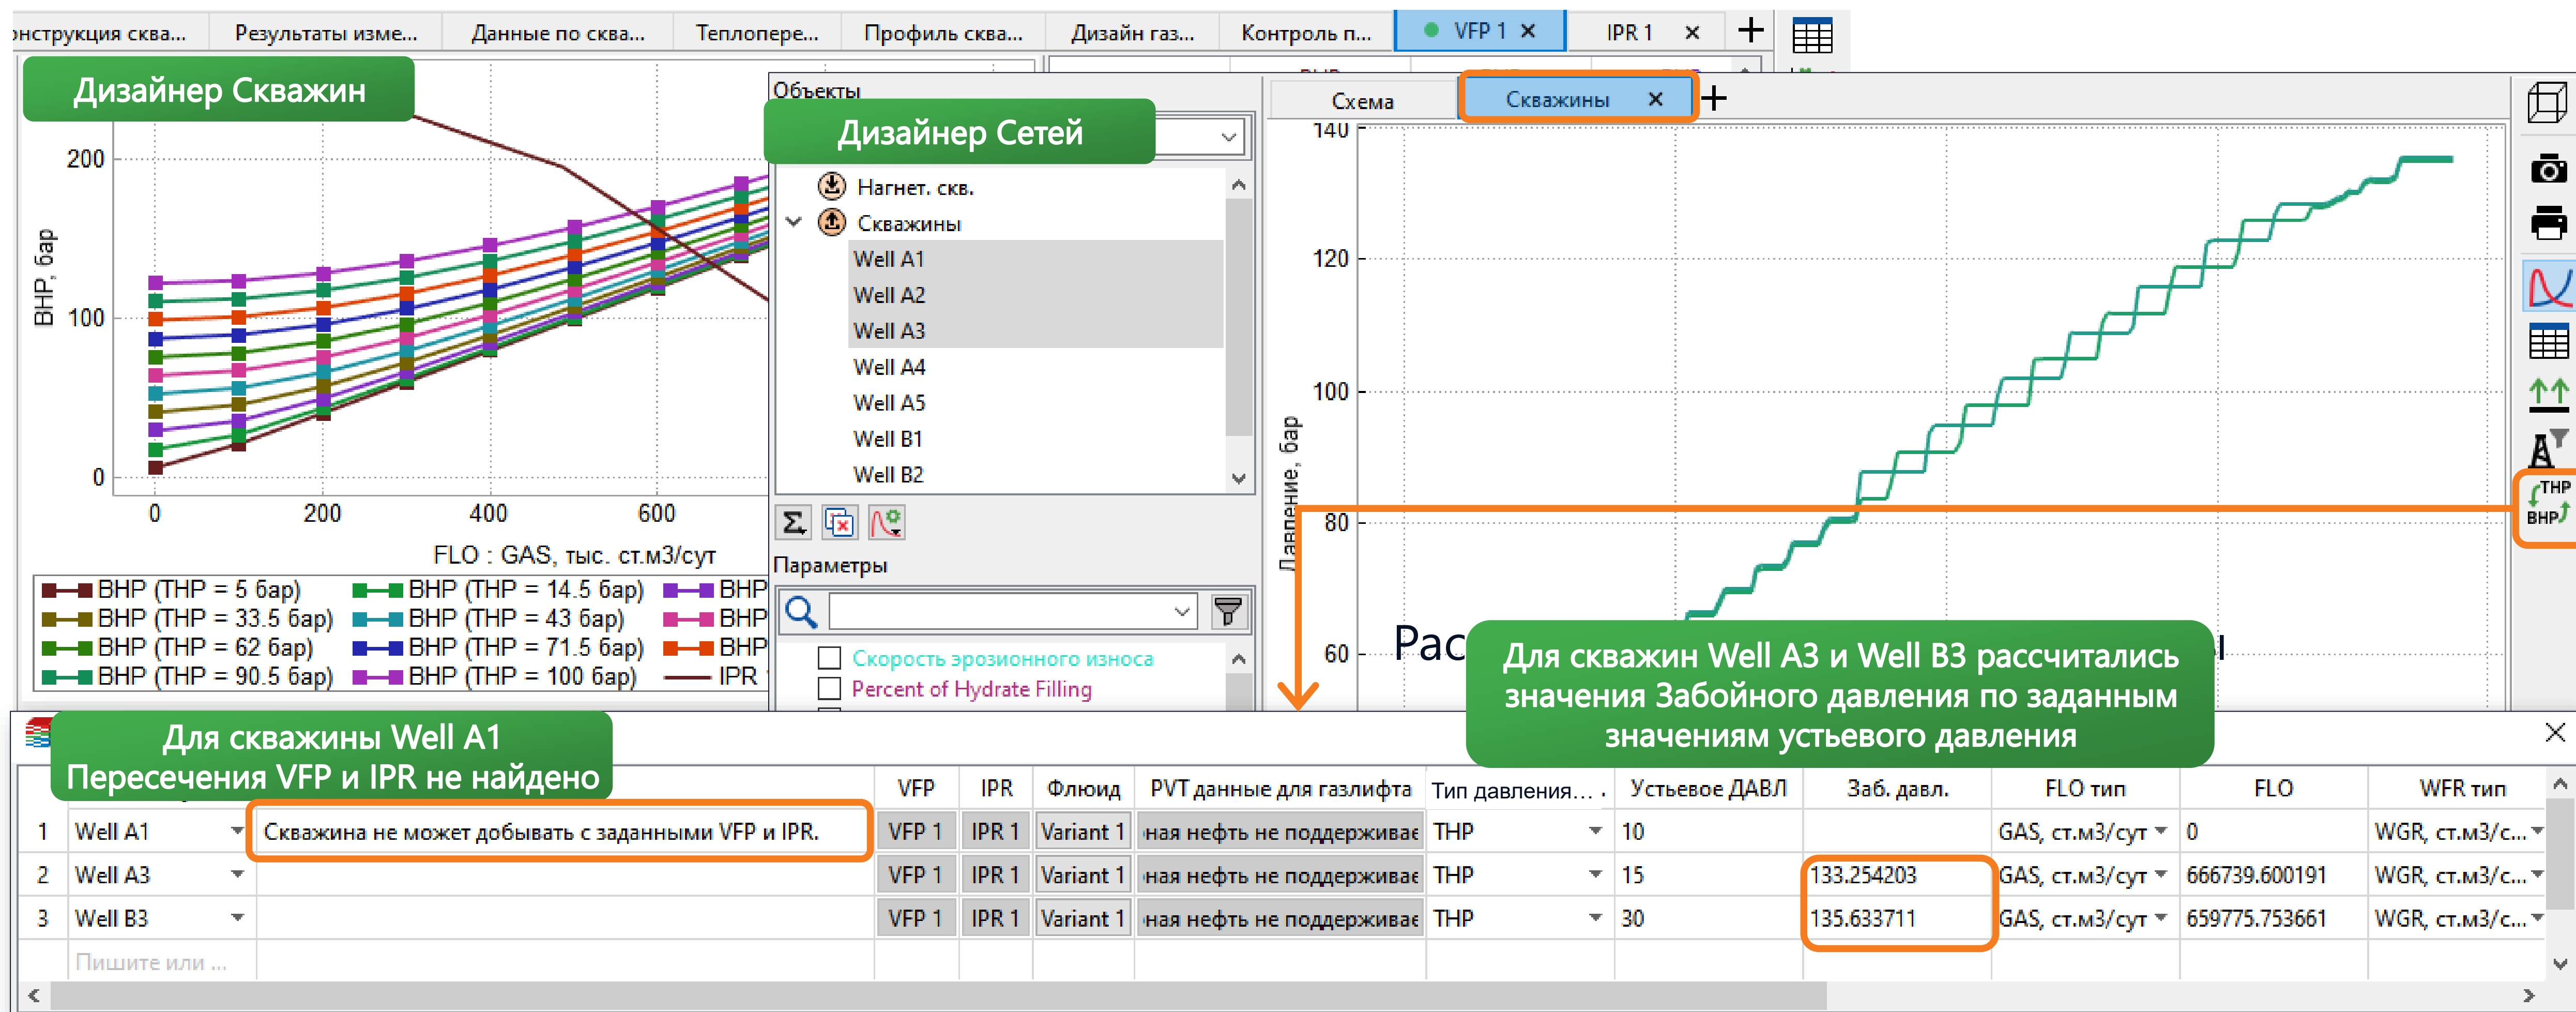 Результаты изме...
Данные по сква...
Теплопере...
Профиль сква...
Дизайн газ...
Контроль п...
VFP 1
IPR 1
Дизайнер Скважин
BHP, бар
200
100
0
0
200
400
600
FLO : GAS, тыс. ст.м3/сут
BHP (THP = 5 бар)
BHP (THP = 14.5 бар)
BHP
BHP (THP = 33.5 бар)
BHP (THP = 43 бар)
BHP
BHP (THP = 62 бар)
BHP (THP = 71.5 бар)
BHP
BHP (THP = 90.5 бар)
BHP (THP = 100 бар)
IPR
Объекты
Дизайнер Сетей
Нагнет. скв.
Скважины
Well A1
Well A2
Well A3
Well A4
Well A5
Well B1
Well B2
Параметры
Скорость эрозионного износа
Percent of Hydrate Filling
Схема
Скважины
Давление, бар
140
120
100
80
60
THP
BHP
Рас
Для скважин Well A3 и Well B3 рассчитались
значения Забойного давления по заданным
значениям устьевого давления
Для скважины Well A1
Пересечения VFP и IPR не найдено
VFP IPR Флюид PVT данные для газлифта Тип давления... Устьевое ДАВЛ Заб. давл. FLO тип FLO WFR тип
1 Well A1 Скважина не может добывать с заданными VFP и IPR. VFP 1 IPR 1 Variant 1 ная нефть не поддерживае THP 10 GAS, ст.м3/сут 0 WGR, ст.м3/с...
2 Well A3 VFP 1 IPR 1 Variant 1 ная нефть не поддерживае THP 15 133.254203 GAS, ст.м3/сут 666739.600191 WGR, ст.м3/с...
3 Well B3 VFP 1 IPR 1 Variant 1 ная нефть не поддерживае THP 30 135.633711 GAS, ст.м3/сут 659775.753661 WGR, ст.м3/с...
Пишите или ...